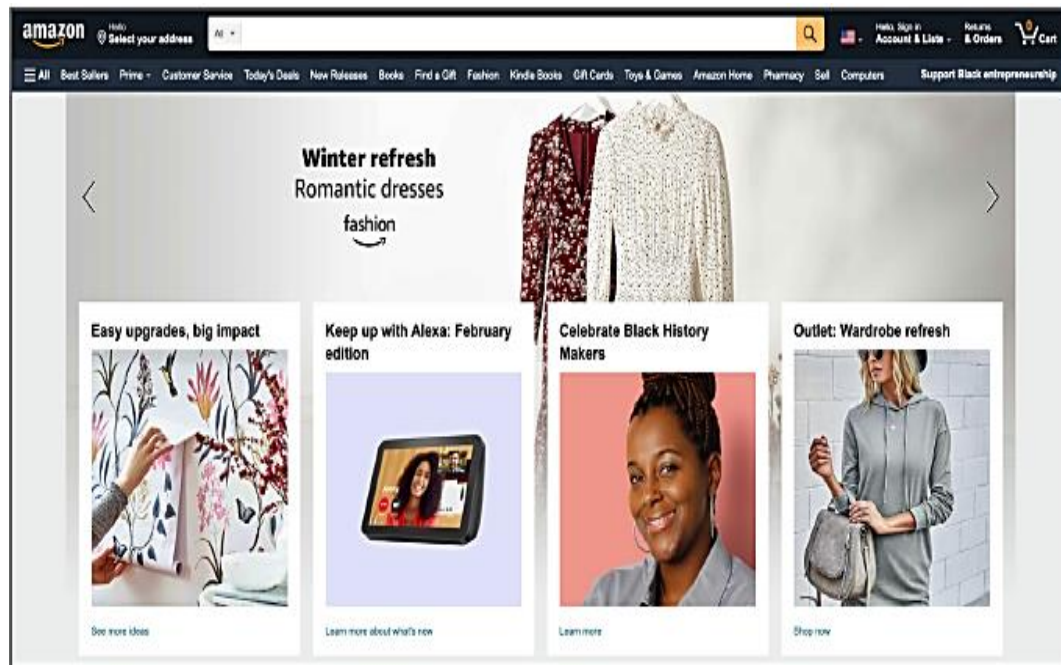 amazon
Hello
Select your address
All
Hello, Sign in
Account & Lists
Returns
& Orders
0
Cart
All Best Sellers Prime Customer Service Today's Deals New Releases Books Find a Gift Fashion Kindle Books Gift Cards Toys & Games Amazon Home Pharmacy Sell Computers Support Black entrepreneurship
Winter refresh
Romantic dresses
fashion
Easy upgrades, big impact
See more ideas
Keep up with Alexa: February
edition
Learn more about what's new
Celebrate Black History
Makers
Learn more
Outlet: Wardrobe refresh
Shop now